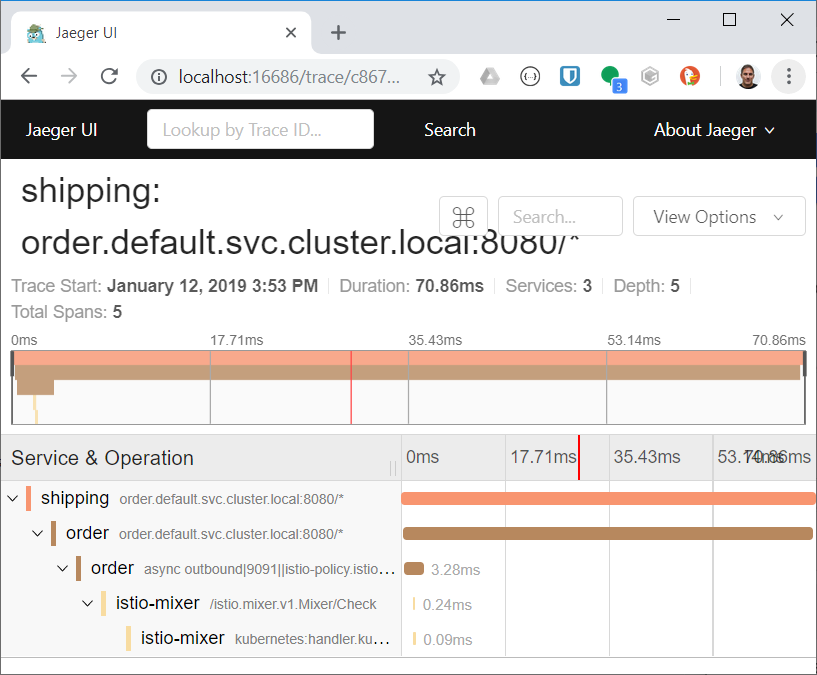 Jaeger UI
localhost:16686/trace/c867...
3
Jaeger UI Lookup by Trace ID... Search About Jaeger
shipping:
order.default.svc.cluster.local:8080/*
Search... View Options
Trace Start: January 12, 2019 3:53 PM Duration: 70.86ms Services: 3 Depth: 5
Total Spans: 5
0ms 17.71ms 35.43ms 53.14ms 70.86ms
Service & Operation 0ms 17.71ms 35.43ms 53.14ms 70.86ms
shipping order.default.svc.cluster.local:8080/*
order order.default.svc.cluster.local:8080/*
order async outbound|9091||istio-policy.istio... 3.28ms
istio-mixer /istio.mixer.v1.Mixer/Check 0.24ms
istio-mixer kubernetes:handler.ku... 0.09ms